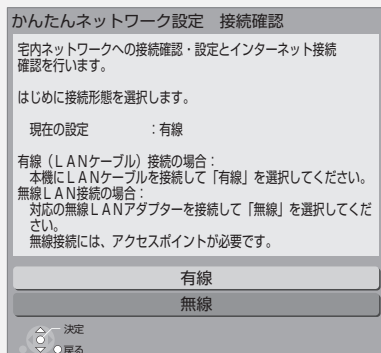 かんたんネットワーク設定　接続確認
宅内ネットワークへの接続確認・設定とインターネット接続
確認を行います。
はじめに接続形態を選択します。
現在の設定　　　：有線
有線（ＬＡＮケーブル）接続の場合：
本機にＬＡＮケーブルを接続して「有線」を選択してください。
無線ＬＡＮ接続の場合：
対応の無線ＬＡＮアダプターを接続して「無線」を選択してくだ
さい。
無線接続には、アクセスポイントが必要です。
有線
無線
決定
戻る